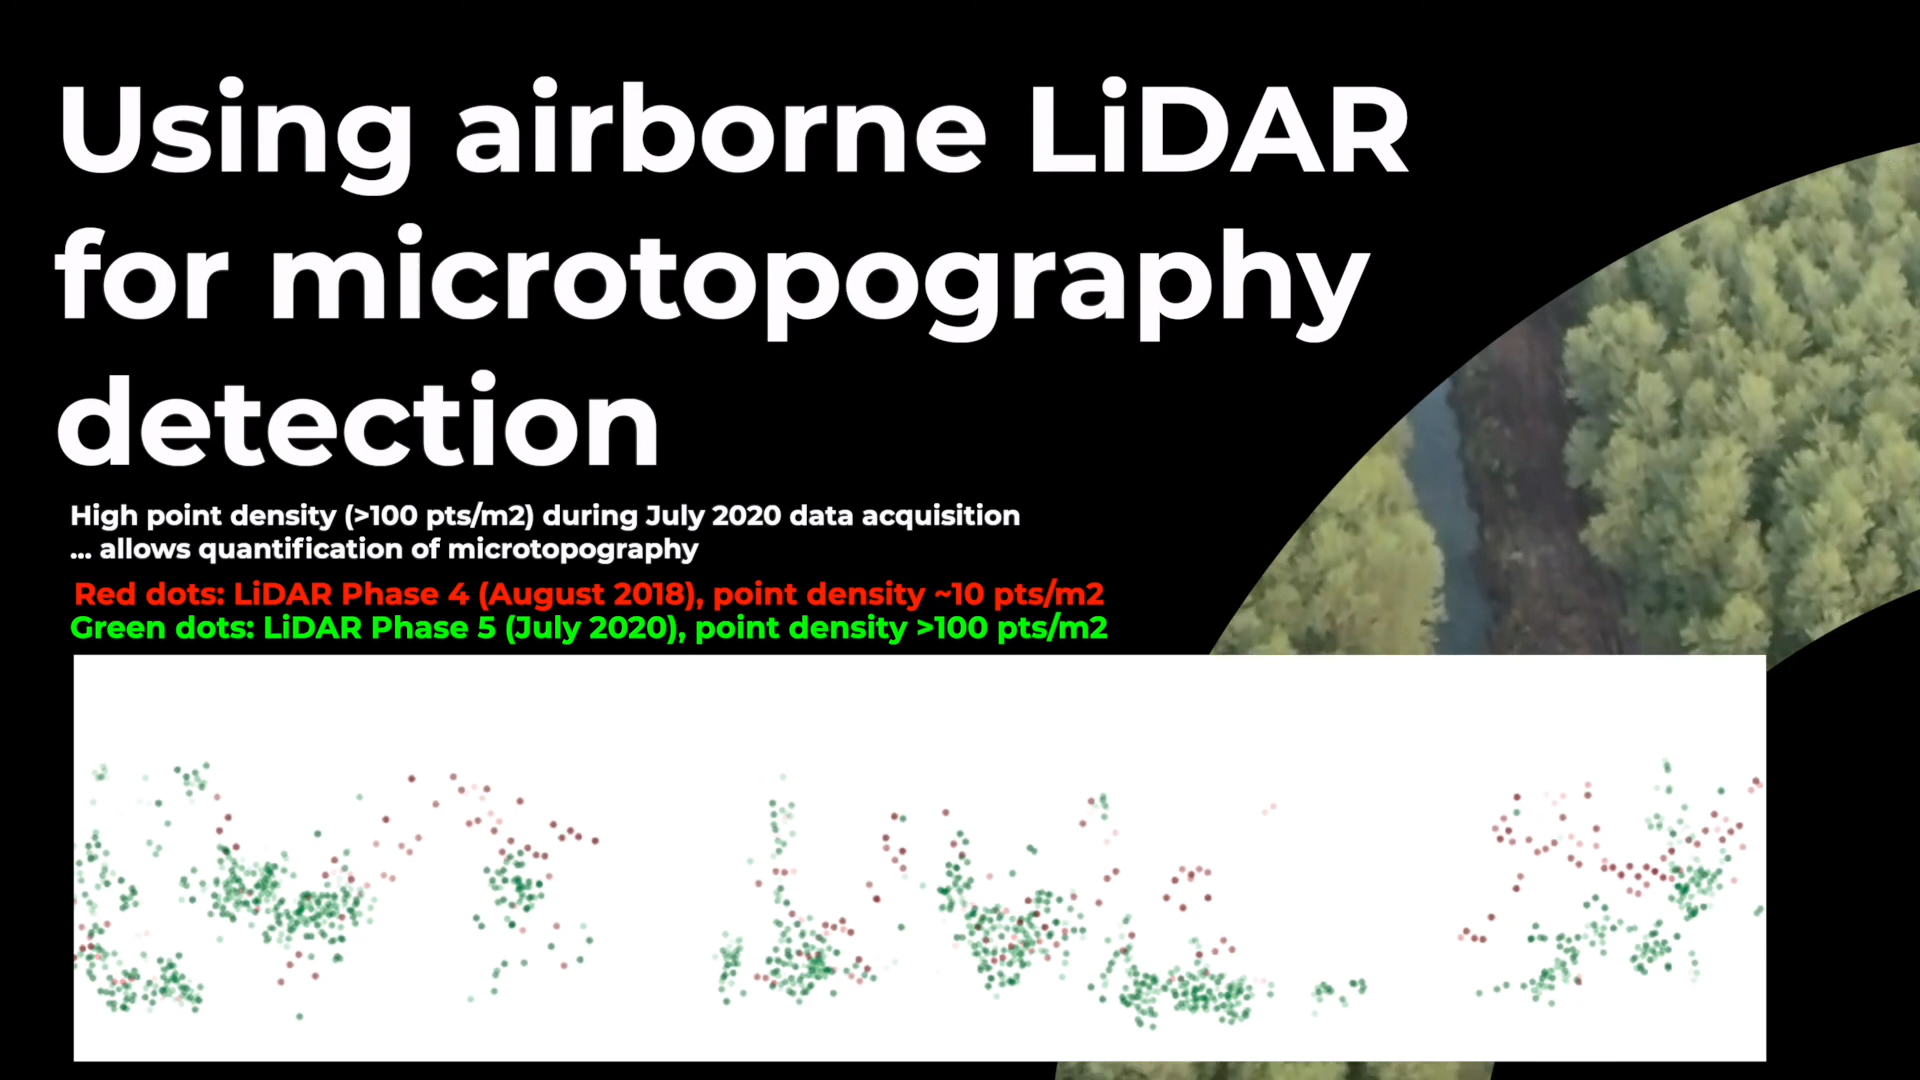 Using airborne LiDAR
for microtopography
detection
High point density (>100 pts/m2) during July 2020 data acquisition
... allows quantification of microtopography
Red dots: LiDAR Phase 4 (August 2018), point density ~10 pts/m2
Green dots: LiDAR Phase 5 (July 2020), point density >100 pts/m2